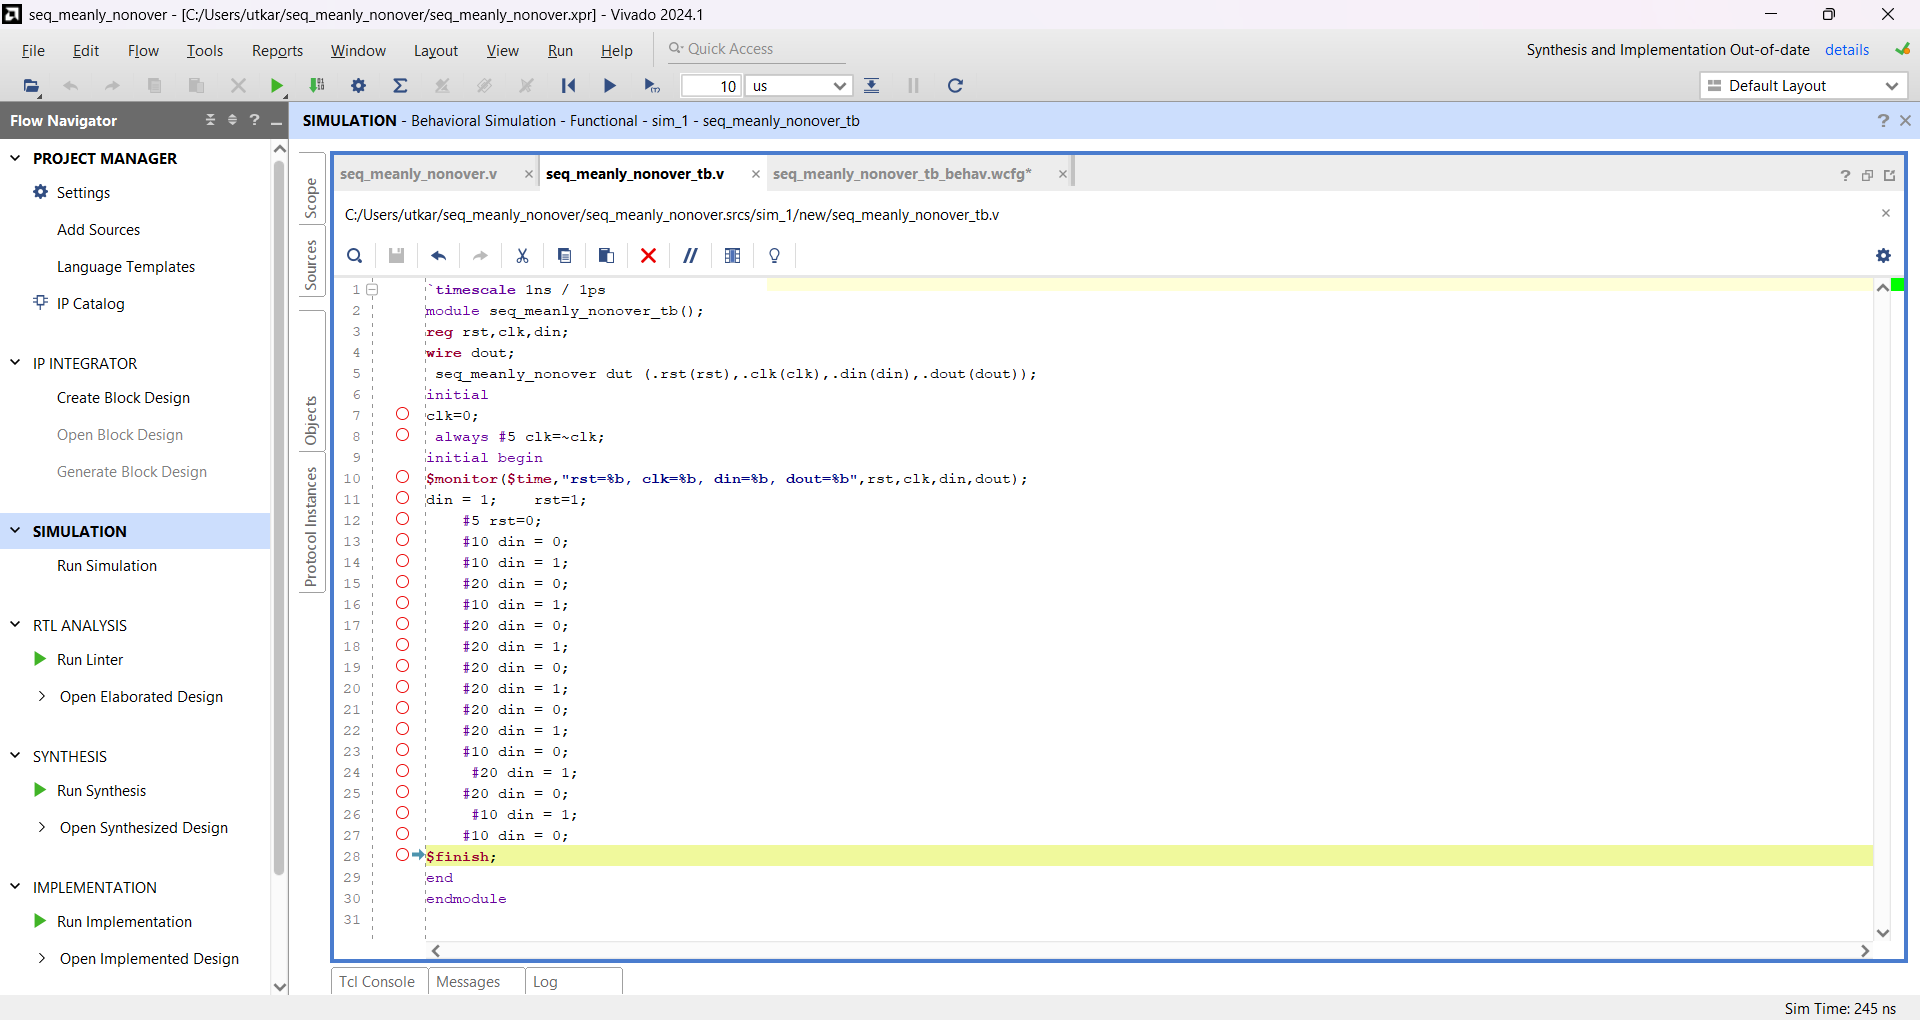 seq_meanly_nonover - [C:/Users/utkar/seq_meanly_nonover/seq_meanly_nonover.xpr] - Vivado 2024.1
File Edit Flow Tools Reports Window Layout View Run Help Quick Access
Synthesis and Implementation Out-of-date details
10 us
Default Layout
Flow Navigator
PROJECT MANAGER
Settings
Add Sources
Language Templates
IP Catalog
IP INTEGRATOR
Create Block Design
Open Block Design
Generate Block Design
SIMULATION
Run Simulation
RTL ANALYSIS
Run Linter
Open Elaborated Design
SYNTHESIS
Run Synthesis
Open Synthesized Design
IMPLEMENTATION
Run Implementation
Open Implemented Design
SIMULATION - Behavioral Simulation - Functional - sim_1 - seq_meanly_nonover_tb
Scope
Sources
Objects
Protocol Instances
seq_meanly_nonover.v
seq_meanly_nonover_tb.v
seq_meanly_nonover_tb_behav.wcfg*
C:/Users/utkar/seq_meanly_nonover/seq_meanly_nonover.srcs/sim_1/new/seq_meanly_nonover_tb.v
1 `timescale 1ns / 1ps
2 module seq_meanly_nonover_tb();
3 reg rst,clk,din;
4 wire dout;
5 seq_meanly_nonover dut (.rst(rst),.clk(clk),.din(din),.dout(dout));
6 initial
7 clk=0;
8 always #5 clk=~clk;
9 initial begin
10 $monitor($time,"rst=%b, clk=%b, din=%b, dout=%b",rst,clk,din,dout);
11 din = 1;    rst=1;
12 #5 rst=0;
13 #10 din = 0;
14 #10 din = 1;
15 #20 din = 0;
16 #10 din = 1;
17 #20 din = 0;
18 #20 din = 1;
19 #20 din = 0;
20 #20 din = 1;
21 #20 din = 0;
22 #20 din = 1;
23 #10 din = 0;
24 #20 din = 1;
25 #20 din = 0;
26 #10 din = 1;
27 #10 din = 0;
28 $finish;
29 end
30 endmodule
31
Tcl Console
Messages
Log
Sim Time: 245 ns